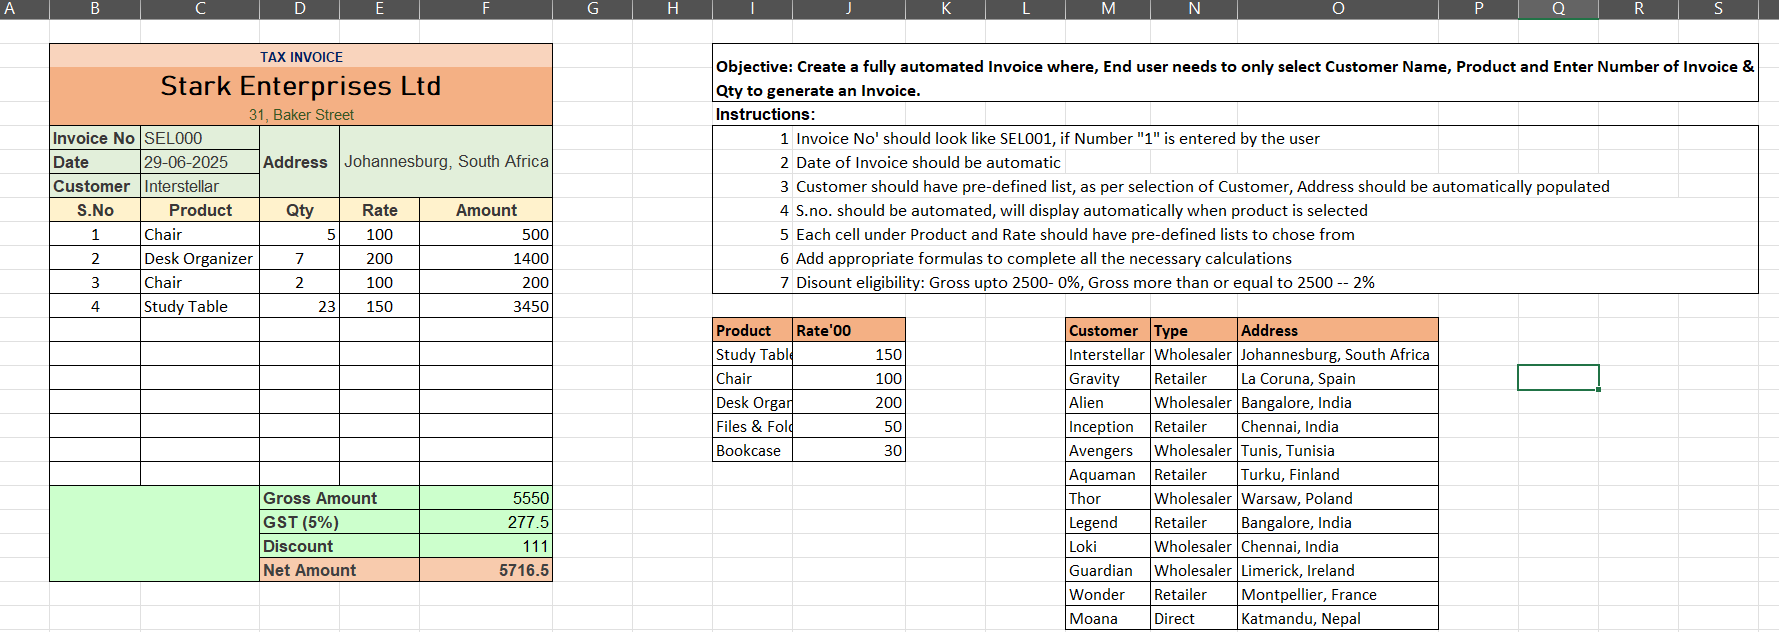 A B C D E F G H I J K L M N O P Q R S
TAX INVOICE
Stark Enterprises Ltd
31, Baker Street
Invoice No SEL000
Date 29-06-2025
Customer Interstellar
Address Johannesburg, South Africa
S.No Product Qty Rate Amount
1 Chair 5 100 500
2 Desk Organizer 7 200 1400
3 Chair 2 100 200
4 Study Table 23 150 3450
Gross Amount 5550
GST (5%) 277.5
Discount 111
Net Amount 5716.5
Objective: Create a fully automated Invoice where, End user needs to only select Customer Name, Product and Enter Number of Invoice &
Qty to generate an Invoice.
Instructions:
1 Invoice No' should look like SEL001, if Number "1" is entered by the user
2 Date of Invoice should be automatic
3 Customer should have pre-defined list, as per selection of Customer, Address should be automatically populated
4 S.no. should be automated, will display automatically when product is selected
5 Each cell under Product and Rate should have pre-defined lists to chose from
6 Add appropriate formulas to complete all the necessary calculations
7 Disount eligibility: Gross upto 2500- 0%, Gross more than or equal to 2500 -- 2%
Product Rate'00
Study Table 150
Chair 100
Desk Organ 200
Files & Fold 50
Bookcase 30
Customer Type Address
Interstellar Wholesaler Johannesburg, South Africa
Gravity Retailer La Coruna, Spain
Alien Wholesaler Bangalore, India
Inception Retailer Chennai, India
Avengers Wholesaler Tunis, Tunisia
Aquaman Retailer Turku, Finland
Thor Wholesaler Warsaw, Poland
Legend Retailer Bangalore, India
Loki Wholesaler Chennai, India
Guardian Wholesaler Limerick, Ireland
Wonder Retailer Montpellier, France
Moana Direct Katmandu, Nepal